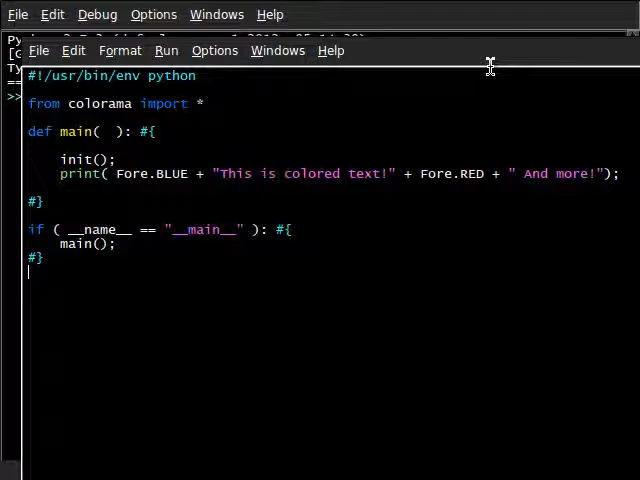 File Edit Debug Options Windows Help
Py
File Edit Format Run Options Windows Help
[G
Ty
==
>>
#!/usr/bin/env python
from colorama import *
def main(  ): #{
init();
print( Fore.BLUE + "This is colored text!" + Fore.RED + " And more!");
#}
if ( __name__ == "__main__" ): #{
main();
#}